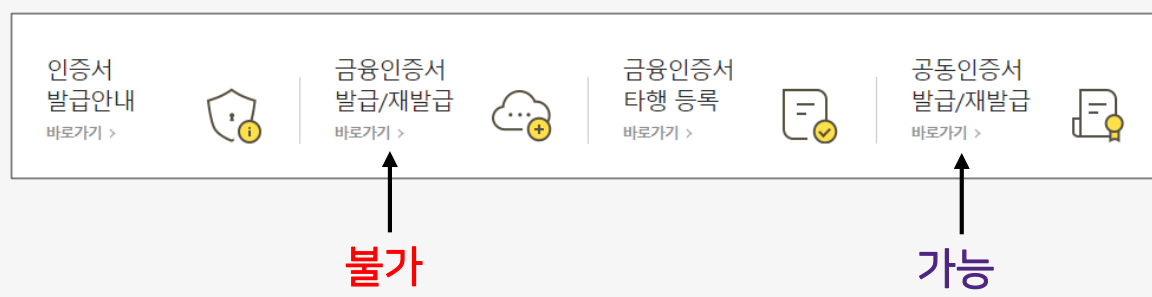 인증서
발급안내
바로가기 >
금융인증서
발급/재발급
바로가기 >
금융인증서
타행 등록
바로가기 >
공동인증서
발급/재발급
바로가기 >
불가
가능